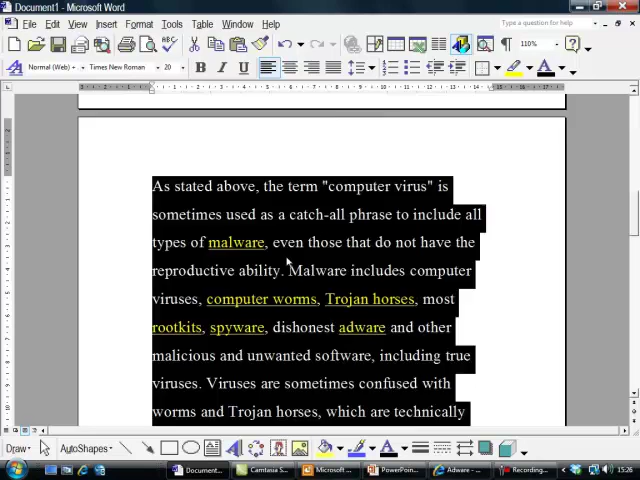 Document1 - Microsoft Word
File Edit View Insert Format Tools Table Window Help Type a question for help
110%
Normal (Web) Times New Roman 20 B I U
As stated above, the term "computer virus" is
sometimes used as a catch-all phrase to include all
types of malware, even those that do not have the
reproductive ability. Malware includes computer
viruses, computer worms, Trojan horses, most
rootkits, spyware, dishonest adware and other
malicious and unwanted software, including true
viruses. Viruses are sometimes confused with
worms and Trojan horses, which are technically
Draw AutoShapes
Start Document... Camtasia S... Microsoft ... PowerPoin... Adware - ... Recording... 15:26